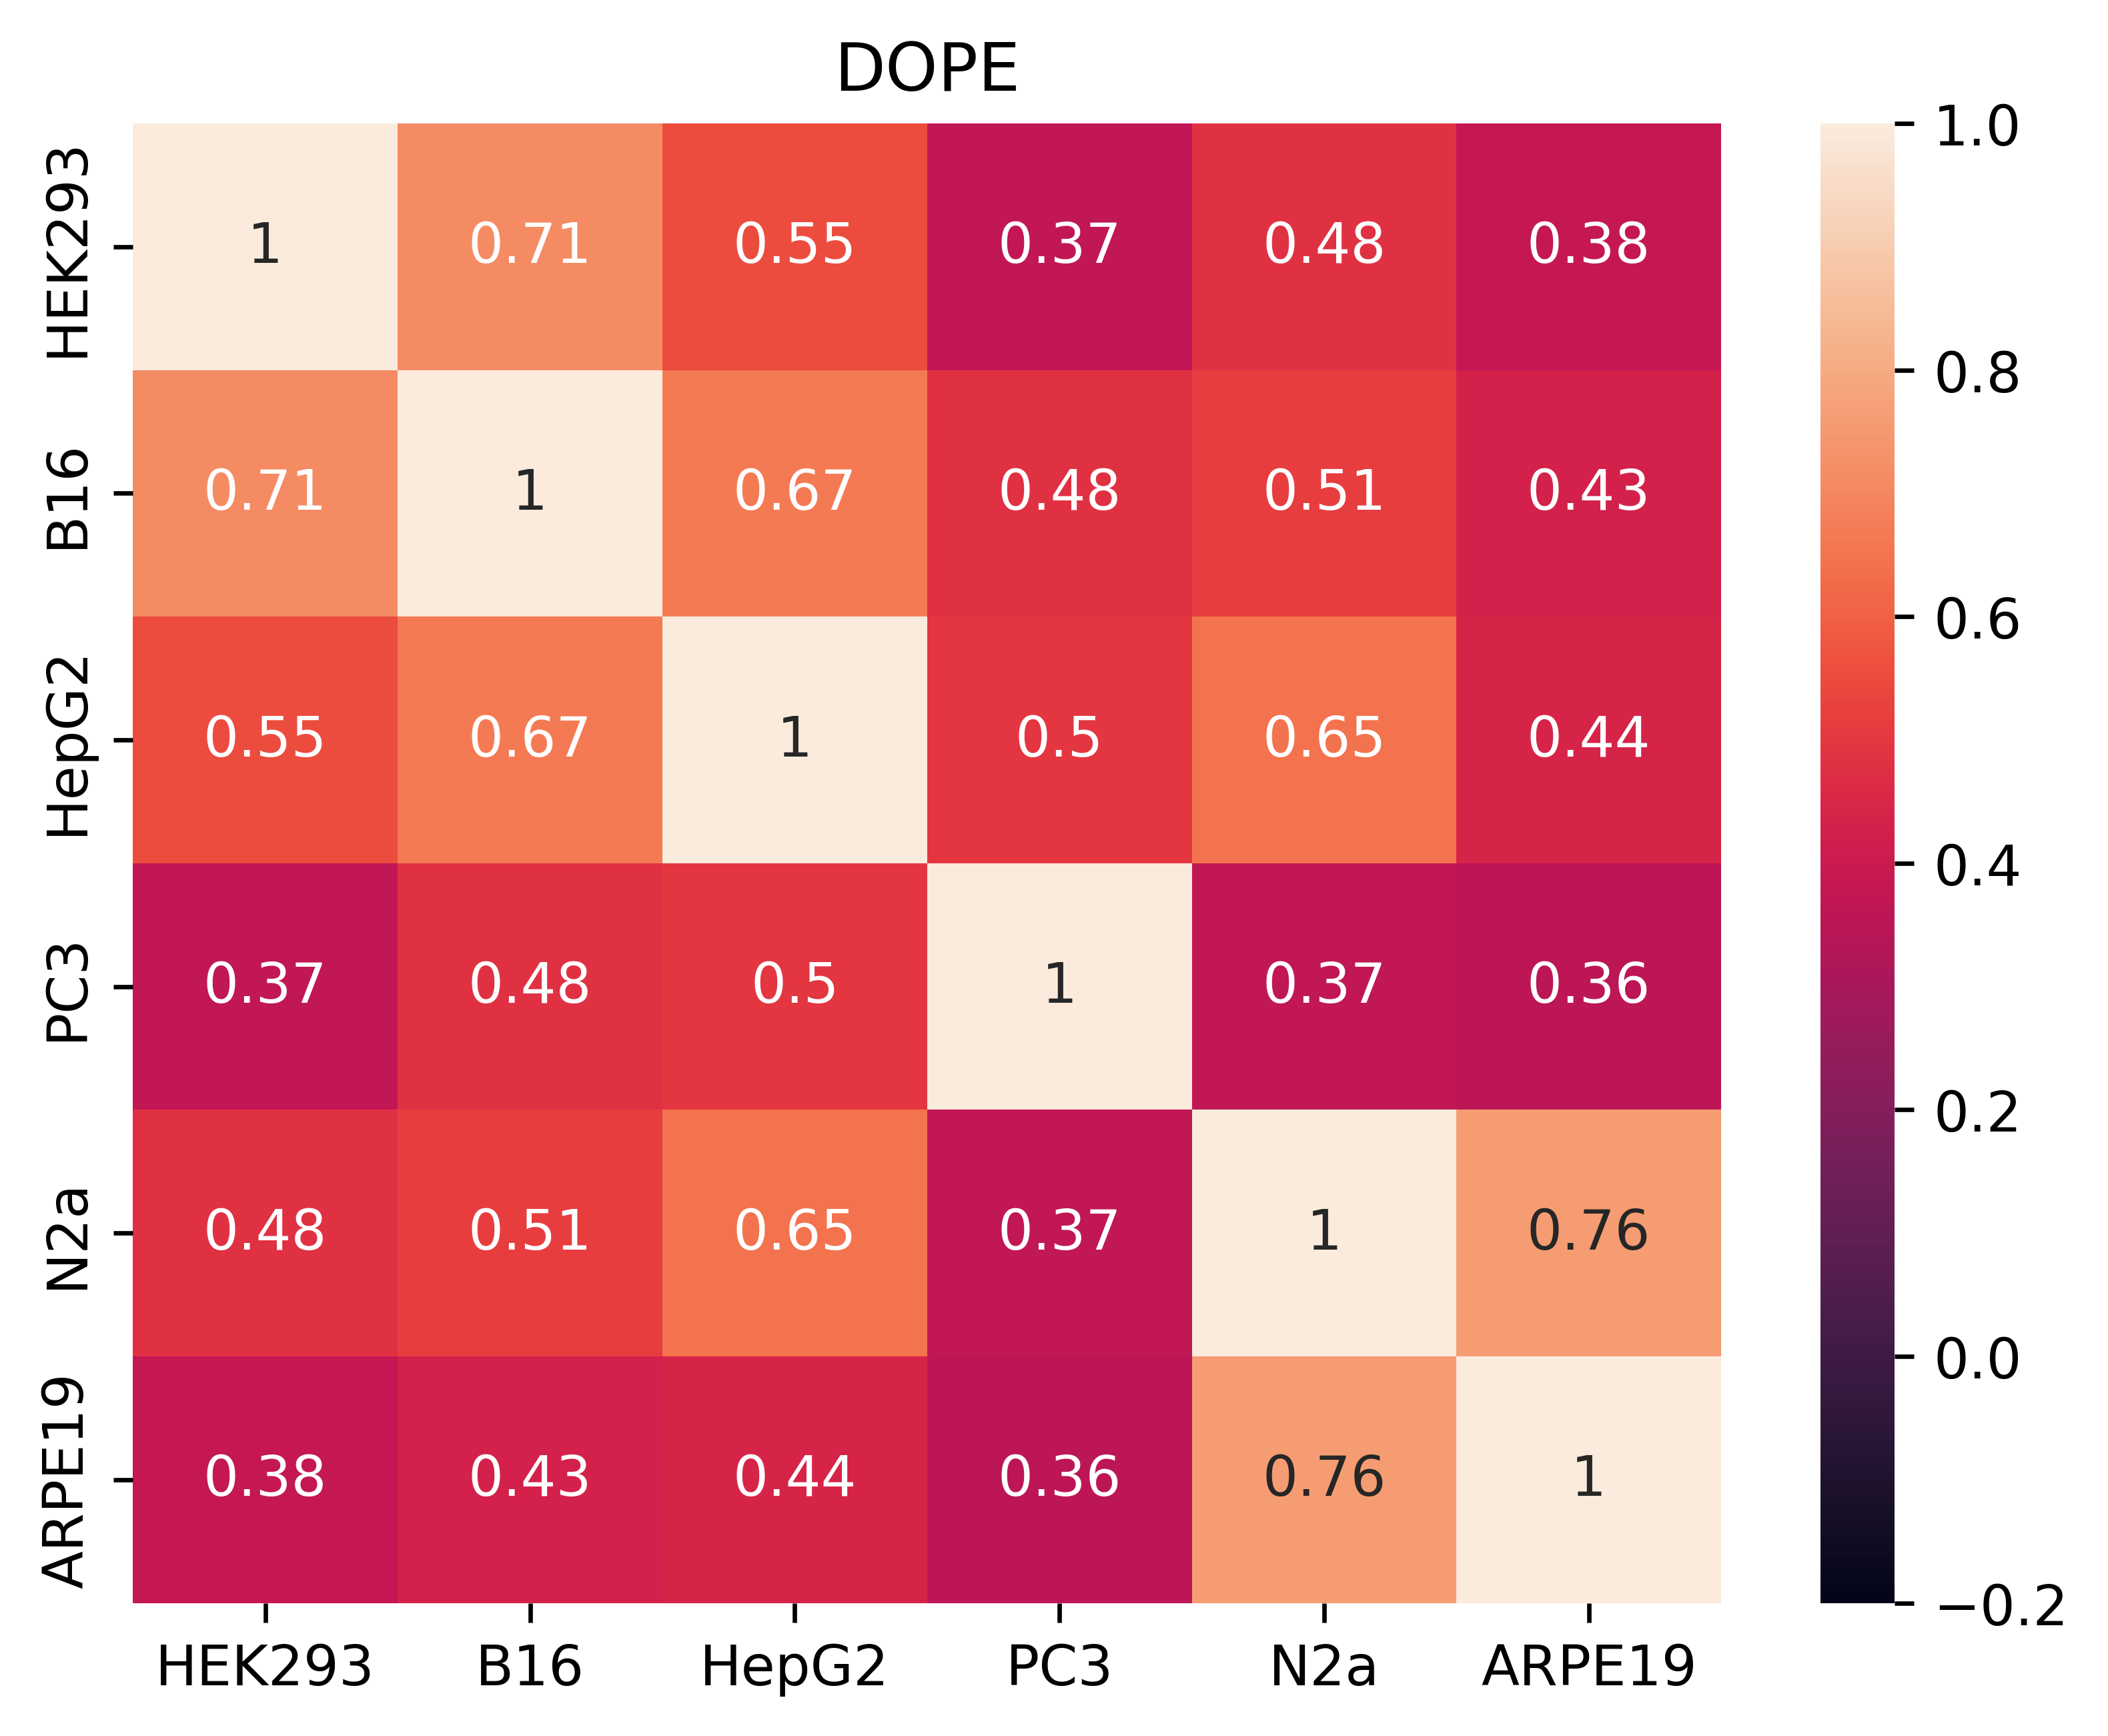 DOPE
HEK293 1 0.71 0.55 0.37 0.48 0.38
B16 0.71 1 0.67 0.48 0.51 0.43
HepG2 0.55 0.67 1 0.5 0.65 0.44
PC3 0.37 0.48 0.5 1 0.37 0.36
N2a 0.48 0.51 0.65 0.37 1 0.76
ARPE19 0.38 0.43 0.44 0.36 0.76 1
HEK293 B16 HepG2 PC3 N2a ARPE19
1.0
0.8
0.6
0.4
0.2
0.0
−0.2